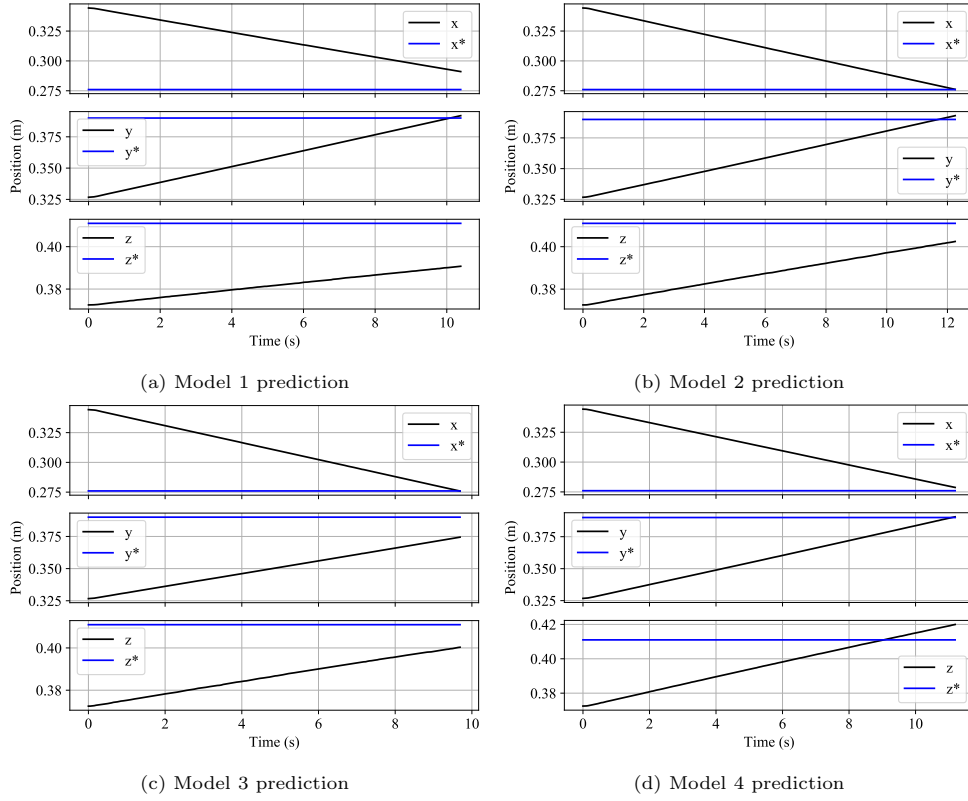 0.325
0.300
0.275
x
x*
Position (m)
0.375
0.350
0.325
y
y*
0.40
0.38
z
z*
0 2 4 6 8 10
Time (s)
(a) Model 1 prediction
0.325
0.300
0.275
x
x*
Position (m)
0.375
0.350
0.325
y
y*
0.40
0.38
z
z*
0 2 4 6 8 10 12
Time (s)
(b) Model 2 prediction
0.325
0.300
0.275
x
x*
Position (m)
0.375
0.350
0.325
y
y*
0.40
0.38
z
z*
0 2 4 6 8 10
Time (s)
(c) Model 3 prediction
0.325
0.300
0.275
x
x*
Position (m)
0.375
0.350
0.325
y
y*
0.42
0.40
0.38
z
z*
0 2 4 6 8 10
Time (s)
(d) Model 4 prediction